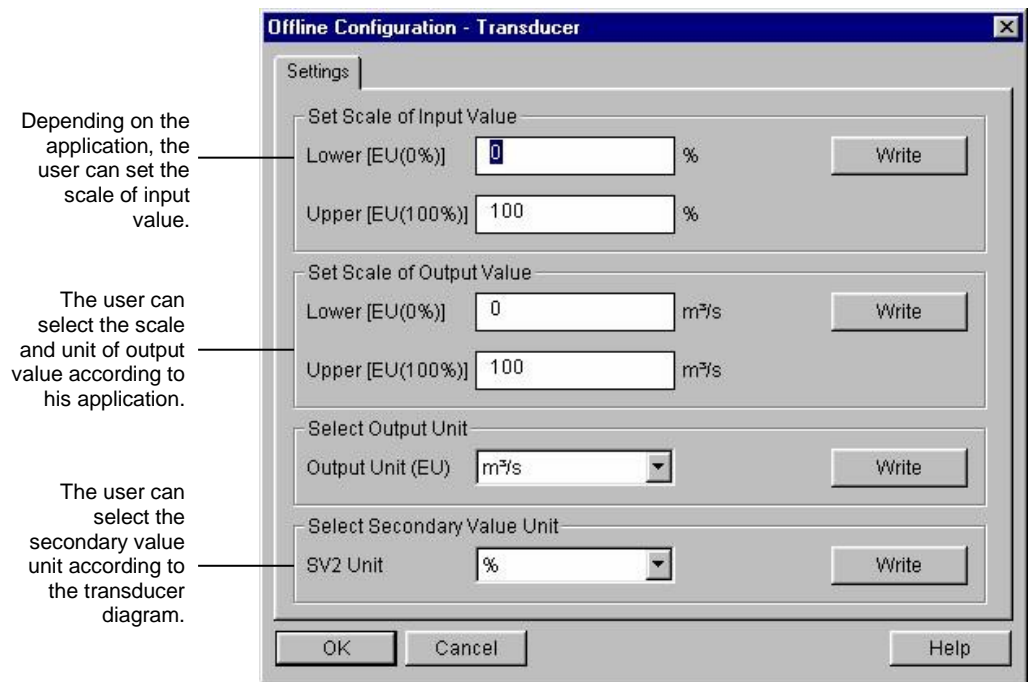 Offline Configuration - Transducer
Settings
Depending on the
application, the
user can set the
scale of input
value.
Set Scale of Input Value
Lower [EU(0%)] 0 % Write
Upper [EU(100%)] 100 %
The user can
select the scale
and unit of output
value according to
his application.
Set Scale of Output Value
Lower [EU(0%)] 0 m³/s Write
Upper [EU(100%)] 100 m³/s
Select Output Unit
Output Unit (EU) m³/s Write
The user can
select the
secondary value
unit according to
the transducer
diagram.
Select Secondary Value Unit
SV2 Unit % Write
OK Cancel Help